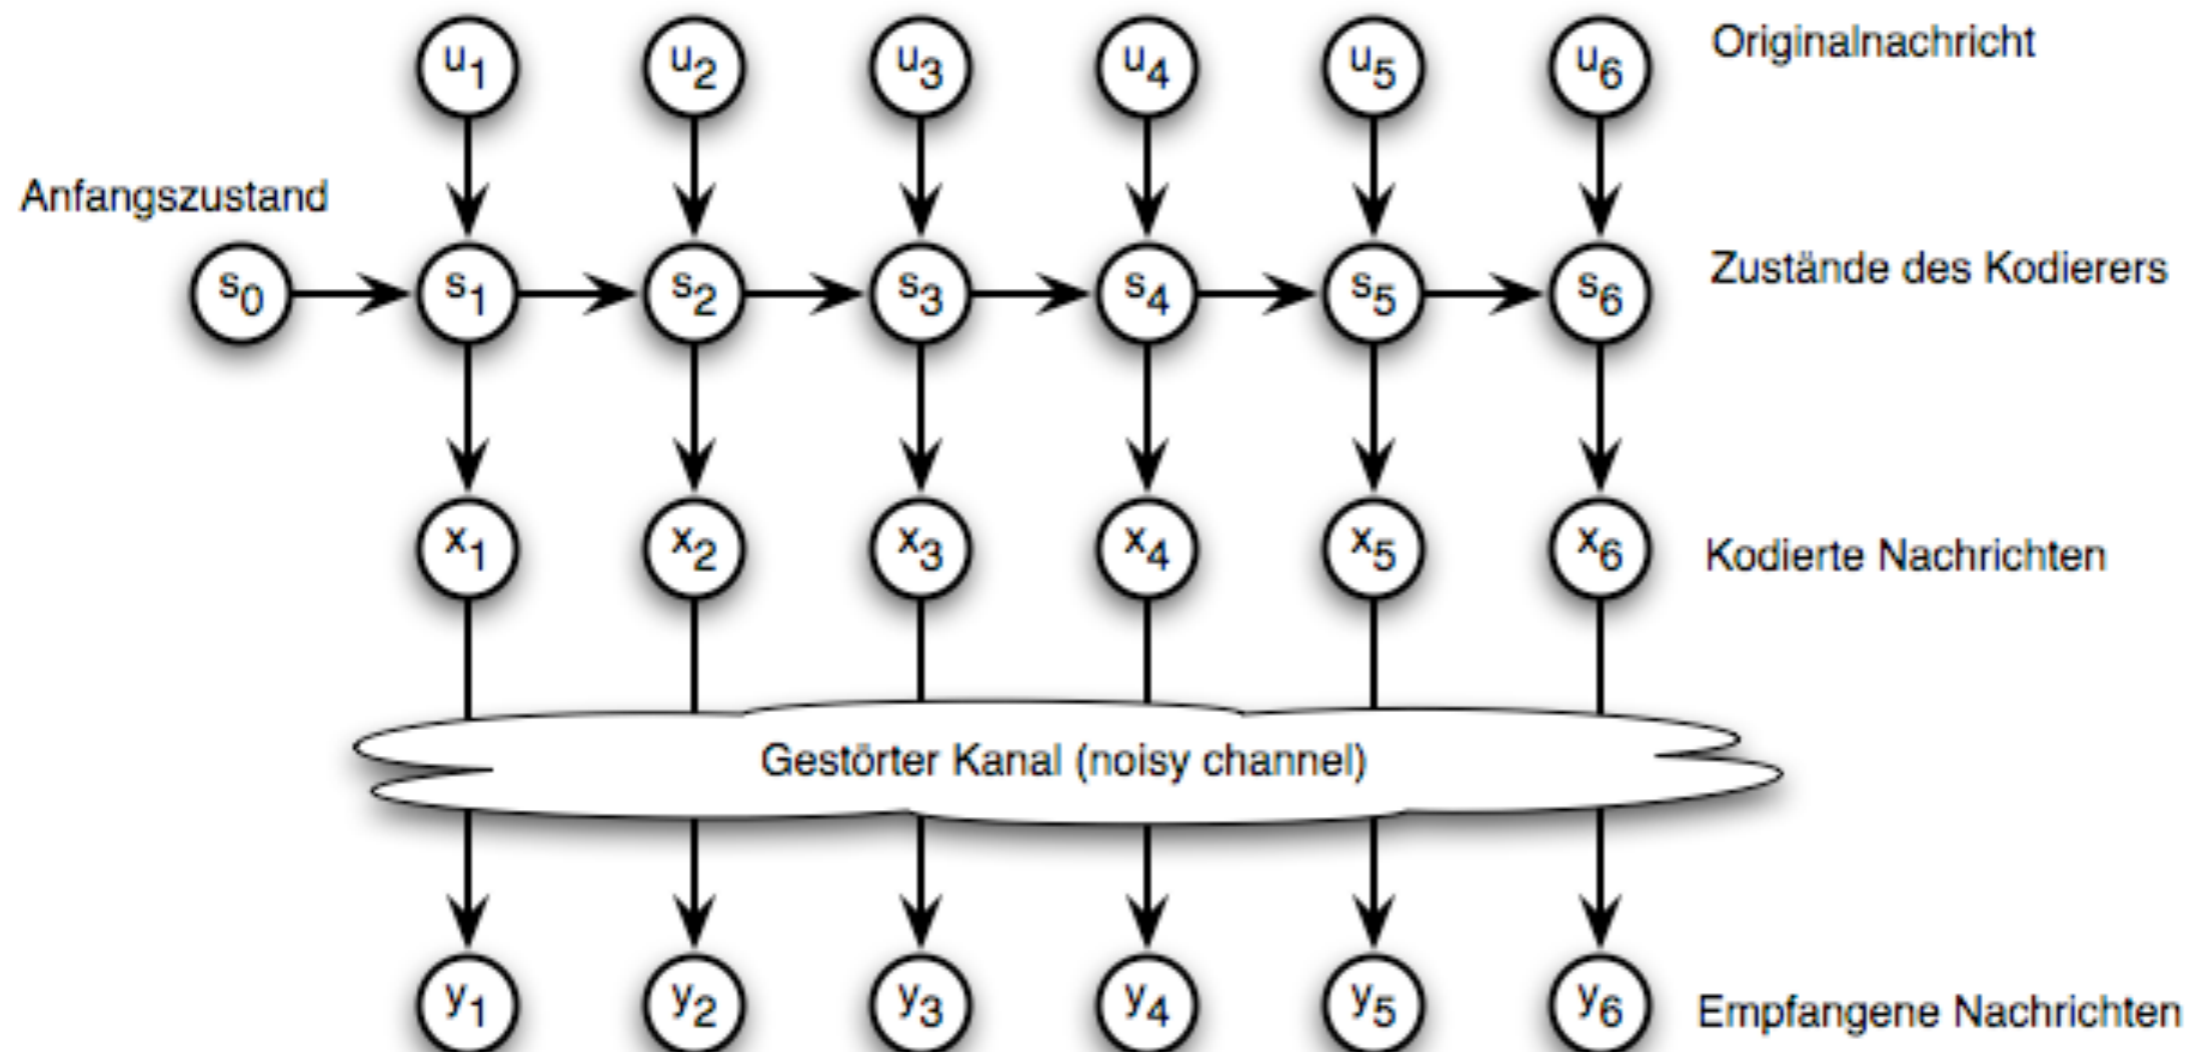 u1 u2 u3 u4 u5 u6 Originalnachricht
Anfangszustand
s0 s1 s2 s3 s4 s5 s6 Zustände des Kodierers
x1 x2 x3 x4 x5 x6 Kodierte Nachrichten
Gestörter Kanal (noisy channel)
y1 y2 y3 y4 y5 y6 Empfangene Nachrichten